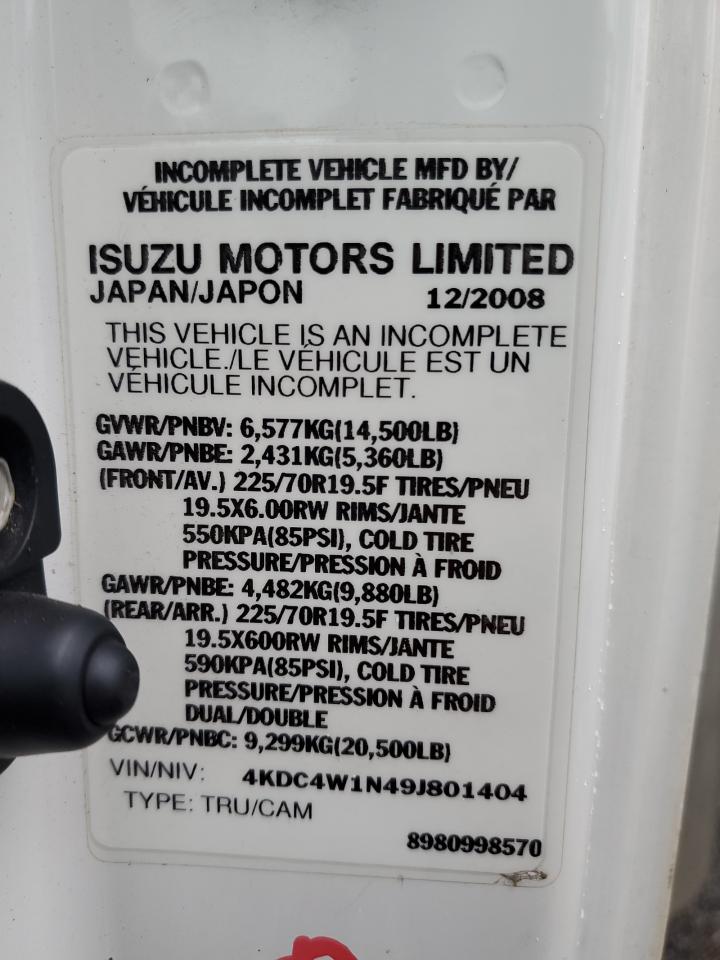 INCOMPLETE VEHICLE MFD BY/
VÉHICULE INCOMPLET FABRIQUÉ PAR
ISUZU MOTORS LIMITED
JAPAN/JAPON 12/2008
THIS VEHICLE IS AN INCOMPLETE
VEHICLE./LE VÉHICULE EST UN
VÉHICULE INCOMPLET.
GVWR/PNBV: 6,577KG(14,500LB)
GAWR/PNBE: 2,431KG(5,360LB)
(FRONT/AV.) 225/70R19.5F TIRES/PNEU
19.5X6.00RW RIMS/JANTE
550KPA(85PSI), COLD TIRE
PRESSURE/PRESSION À FROID
GAWR/PNBE: 4,482KG(9,880LB)
(REAR/ARR.) 225/70R19.5F TIRES/PNEU
19.5X600RW RIMS/JANTE
590KPA(85PSI), COLD TIRE
PRESSURE/PRESSION À FROID
DUAL/DOUBLE
GCWR/PNBC: 9,299KG(20,500LB)
VIN/NIV: 4KDC4W1N49J801404
TYPE: TRU/CAM
8980998570